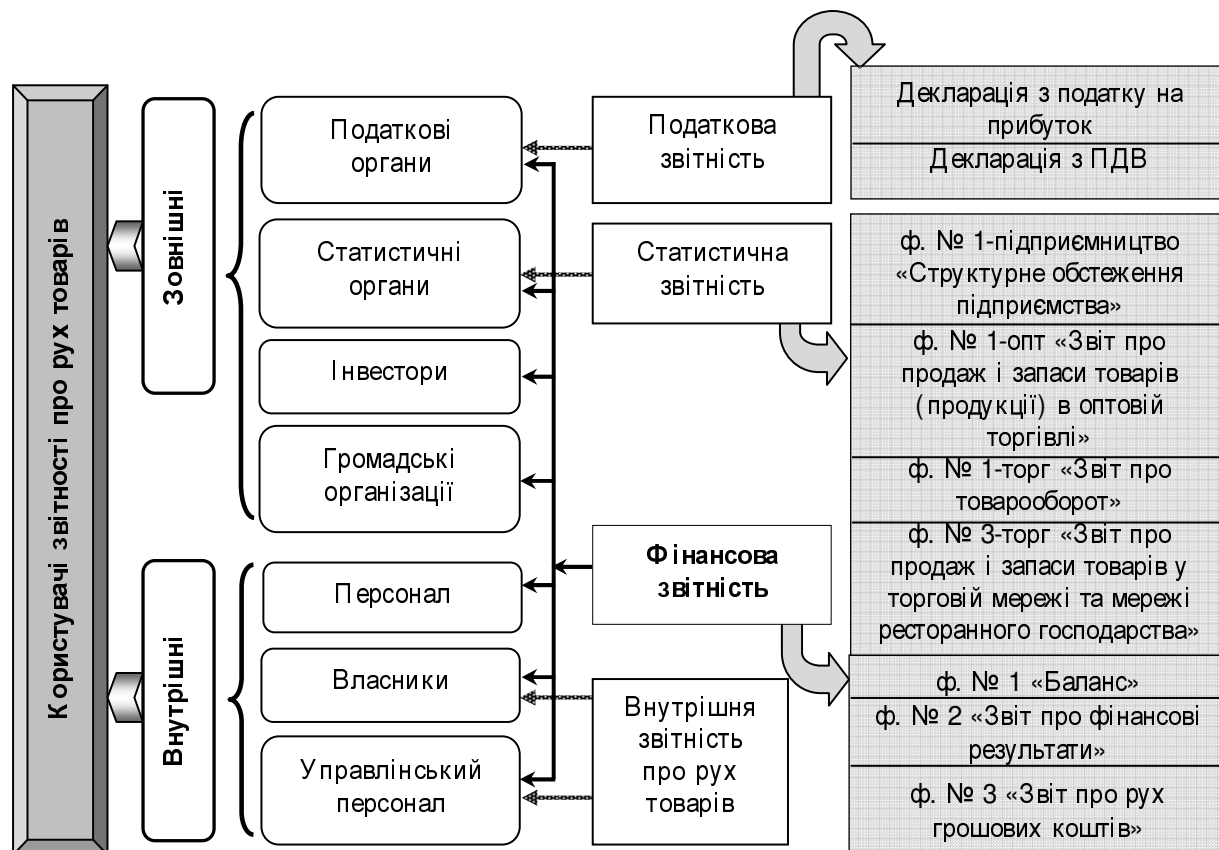 Користувачі звітності про рух товарів
Зовнішні
Податкові
органи
Статистичні
органи
Інвестори
Громадські
організації
Внутрішні
Персонал
Власники
Управлінський
персонал
Податкова
звітність
Статистична
звітність
Фінансова
звітність
Внутрішня
звітність
про рух
товарів
Декларація з податку на
прибуток
Декларація з ПДВ
ф. № 1-підприємництво
«Структурне обстеження
підприємства»
ф. № 1-опт «Звіт про
продаж і запаси товарів
(продукції) в оптовій
торгівлі»
ф. № 1-торг «Звіт про
товарооборот»
ф. № 3-торг «Звіт про
продаж і запаси товарів у
торговій мережі та мережі
ресторанного господарства»
ф. № 1 «Баланс»
ф. № 2 «Звіт про фінансові
результати»
ф. № 3 «Звіт про рух
грошових коштів»